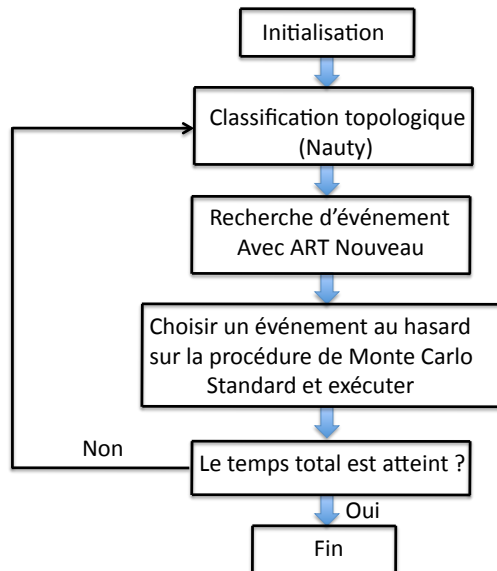 Initialisation
Classification topologique
(Nauty)
Recherche d’événement
Avec ART Nouveau
Choisir un événement au hasard
sur la procédure de Monte Carlo
Standard et exécuter
Non
Le temps total est atteint ?
Oui
Fin